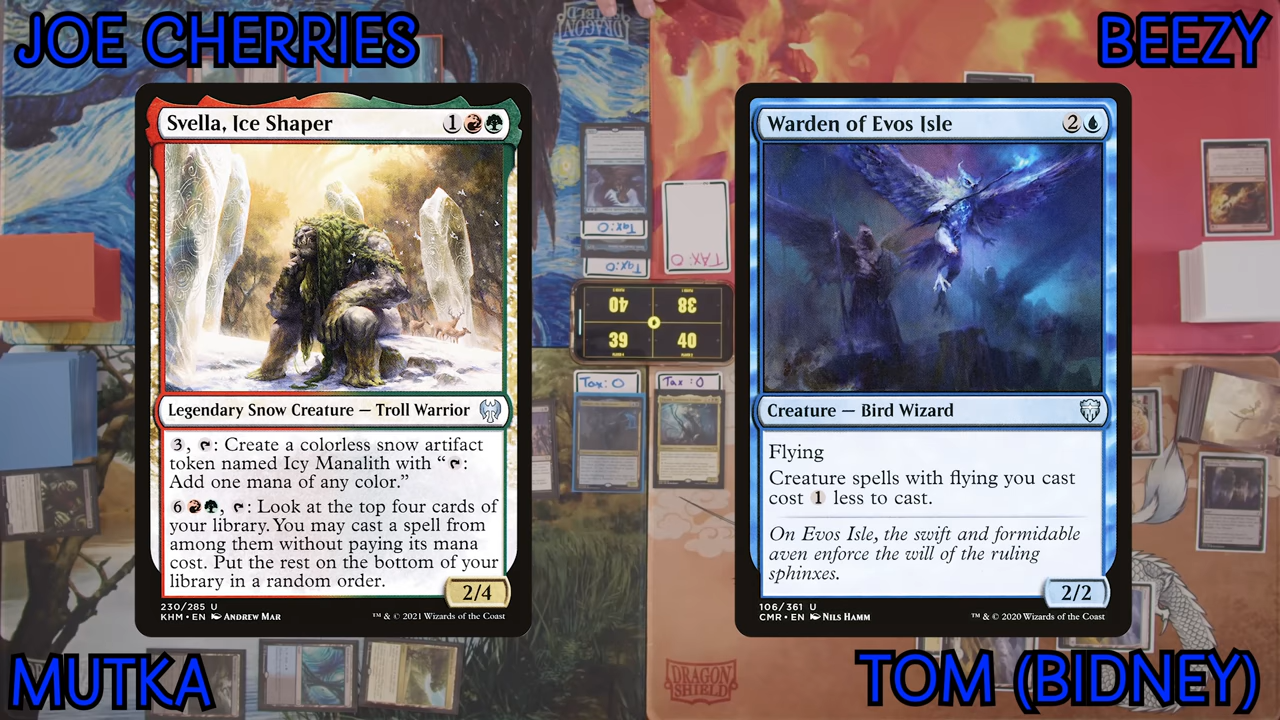 JOE CHERRIES
BEEZY
Svella, Ice Shaper
1
Legendary Snow Creature — Troll Warrior
3, : Create a colorless snow artifact
token named Icy Manalith with “ :
Add one mana of any color.”
6 , : Look at the top four cards of
your library. You may cast a spell from
among them without paying its mana
cost. Put the rest on the bottom of your
library in a random order.
2/4
230/285 U
KHM • EN ANDREW MAR
™ & © 2021 Wizards of the Coast
Warden of Evos Isle
2
Creature — Bird Wizard
Flying
Creature spells with flying you cast
cost 1 less to cast.
On Evos Isle, the swift and formidable
aven enforce the will of the ruling
sphinxes.
2/2
106/361 U
CMR • EN NILS HAMM
™ & © 2020 Wizards of the Coast
DRAGON
SHIELD
Tax: 0
Tax: 0
TAX: 0
40
38
39
40
Tax: 0
Tax: 0
DRAGON
SHIELD
MUTKA
TOM (BIDNEY)